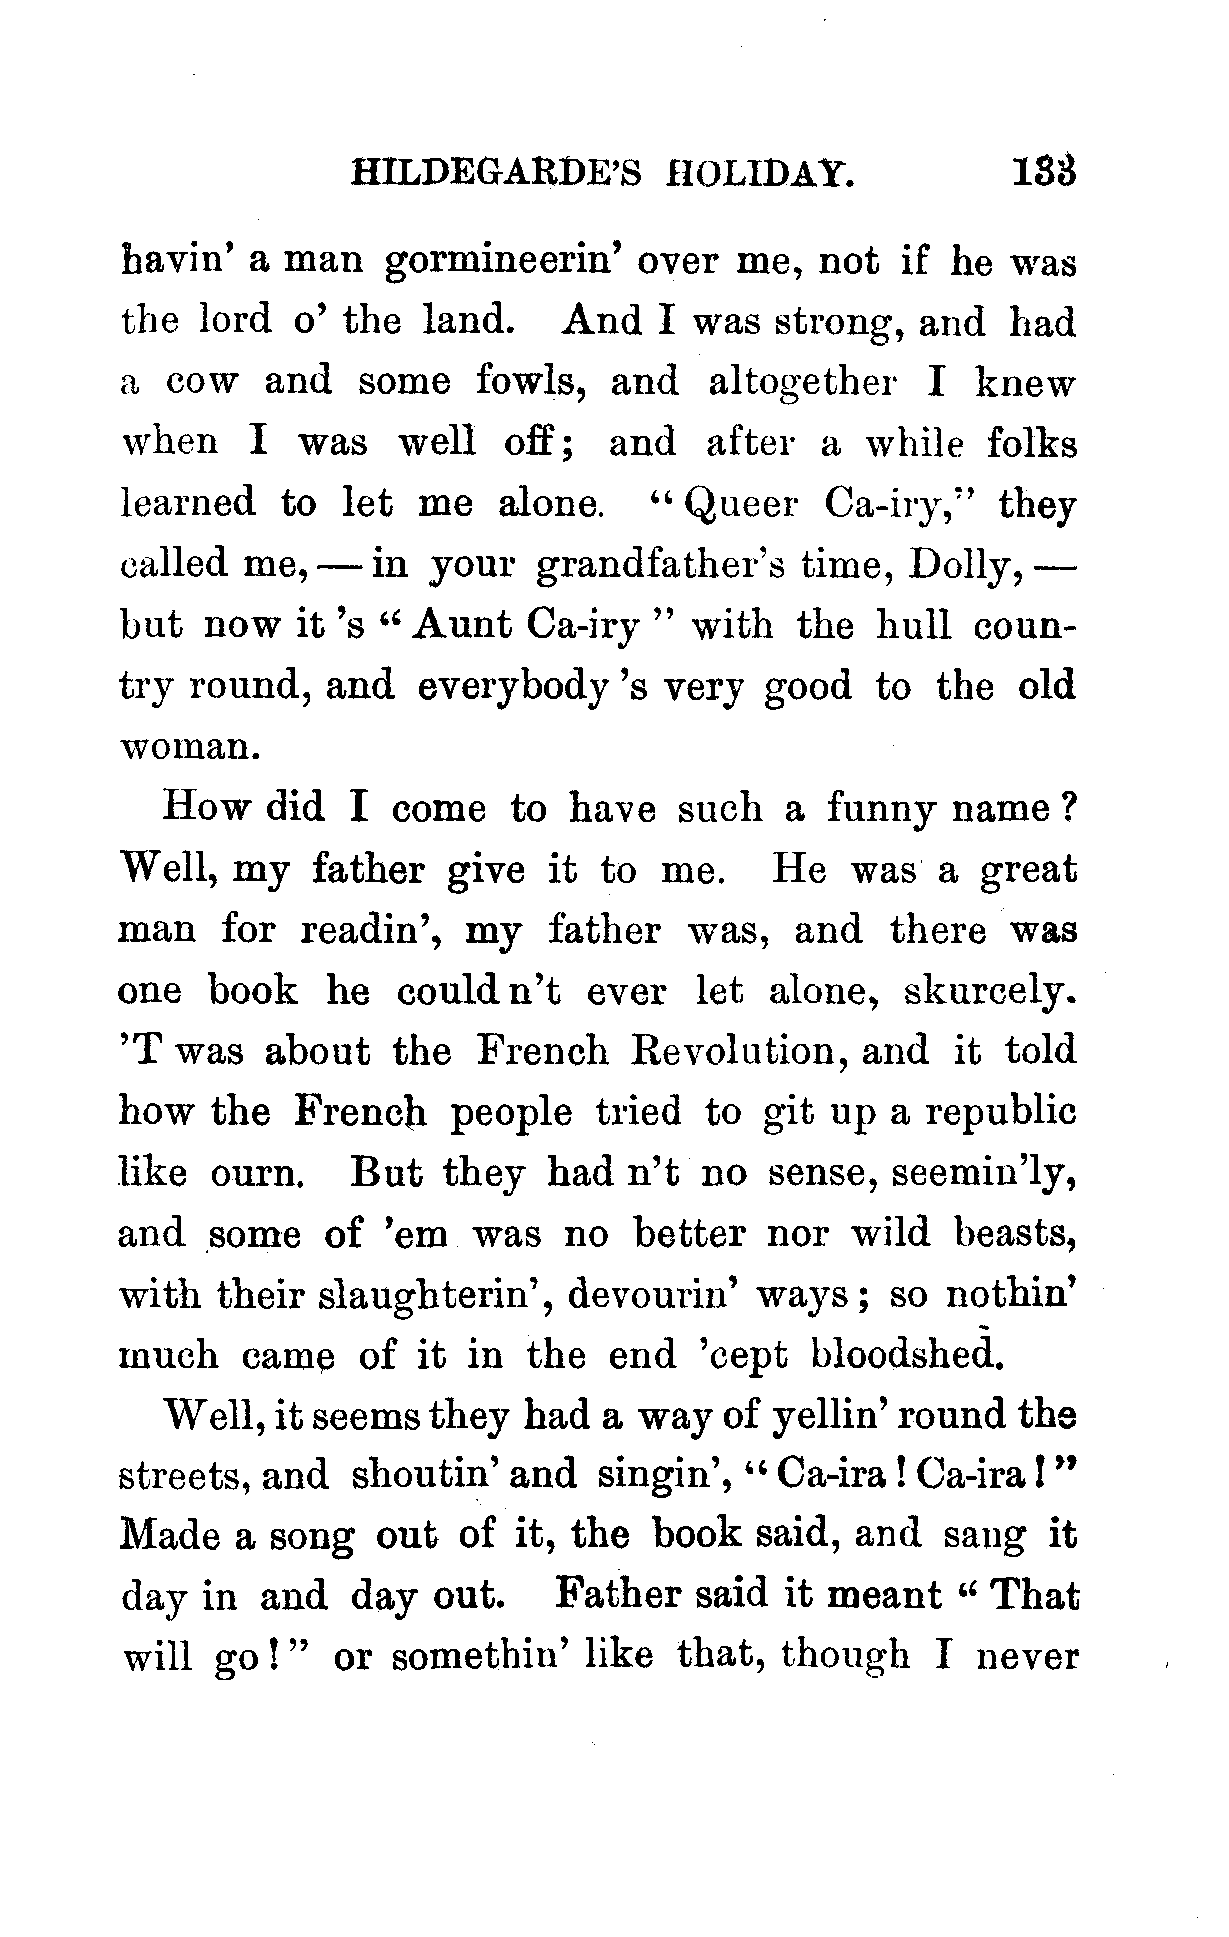 HILDEGARDE'S HOLIDAY. 133
havin' a man gormineerin' over me, not if he was
the lord o' the land. And I was strong, and had
a cow and some fowls, and altogether I knew
when I was well off; and after a while folks
learned to let me alone. "Queer Ca-iry," they
called me, — in your grandfather's time, Dolly, —
but now it 's "Aunt Ca-iry" with the hull coun-
try round, and everybody 's very good to the old
woman.
How did I come to have such a funny name?
Well, my father give it to me. He was a great
man for readin', my father was, and there was
one book he could n't ever let alone, skurcely.
'T was about the French Revolution, and it told
how the French people tried to git up a republic
like ourn. But they had n't no sense, seemin'ly,
and some of 'em was no better nor wild beasts,
with their slaughterin', devourin' ways; so nothin'
much came of it in the end 'cept bloodshed.
Well, it seems they had a way of yellin' round the
streets, and shoutin' and singin', "Ca-ira! Ca-ira!"
Made a song out of it, the book said, and sang it
day in and day out. Father said it meant "That
will go!" or somethin' like that, though I never